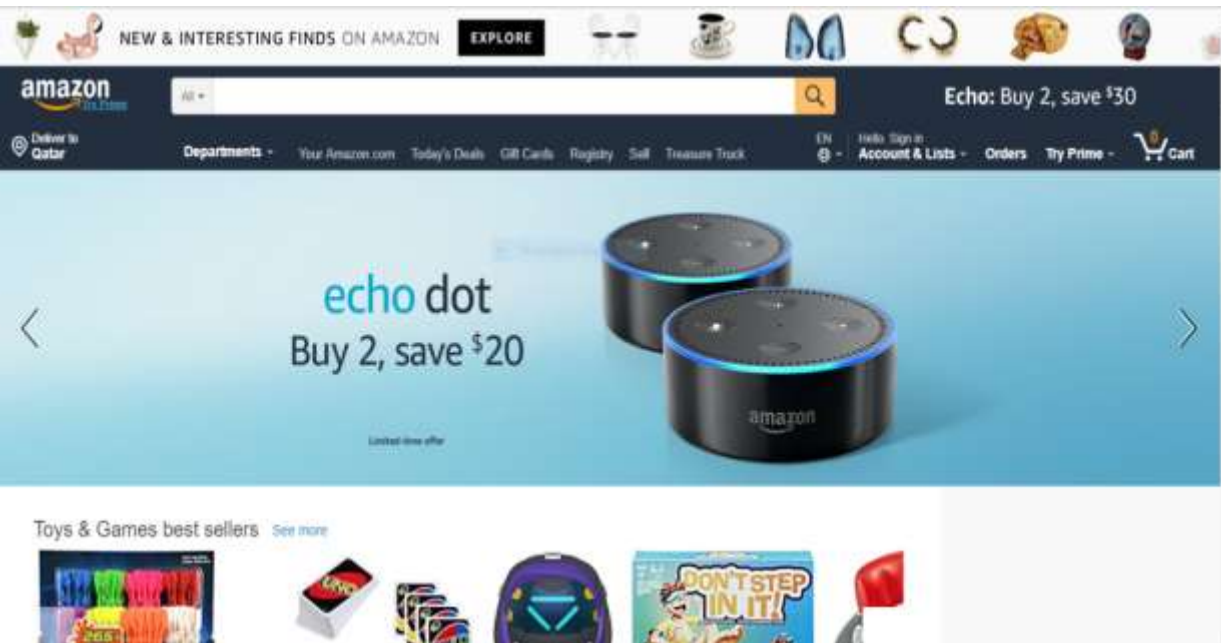 NEW & INTERESTING FINDS ON AMAZON EXPLORE
amazon
Try Prime
All
Echo: Buy 2, save $30
Deliver to
Qatar
Departments
Your Amazon.com Today's Deals Gift Cards Registry Sell Treasure Truck
EN
Hello. Sign in
Account & Lists Orders Try Prime
0
Cart
echo dot
Buy 2, save $20
Limited-time offer
amazon
Toys & Games best sellers See more
UNO
DON'T STEP
IN IT!